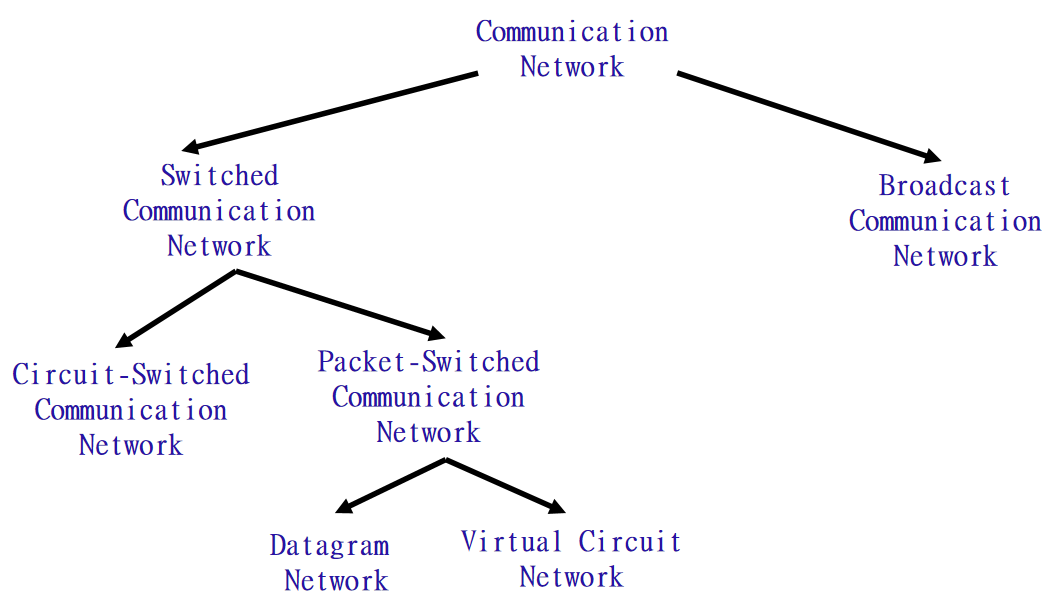 Communication
Network
Switched
Communication
Network
Broadcast
Communication
Network
Circuit-Switched
Communication
Network
Packet-Switched
Communication
Network
Datagram
Network
Virtual Circuit
Network